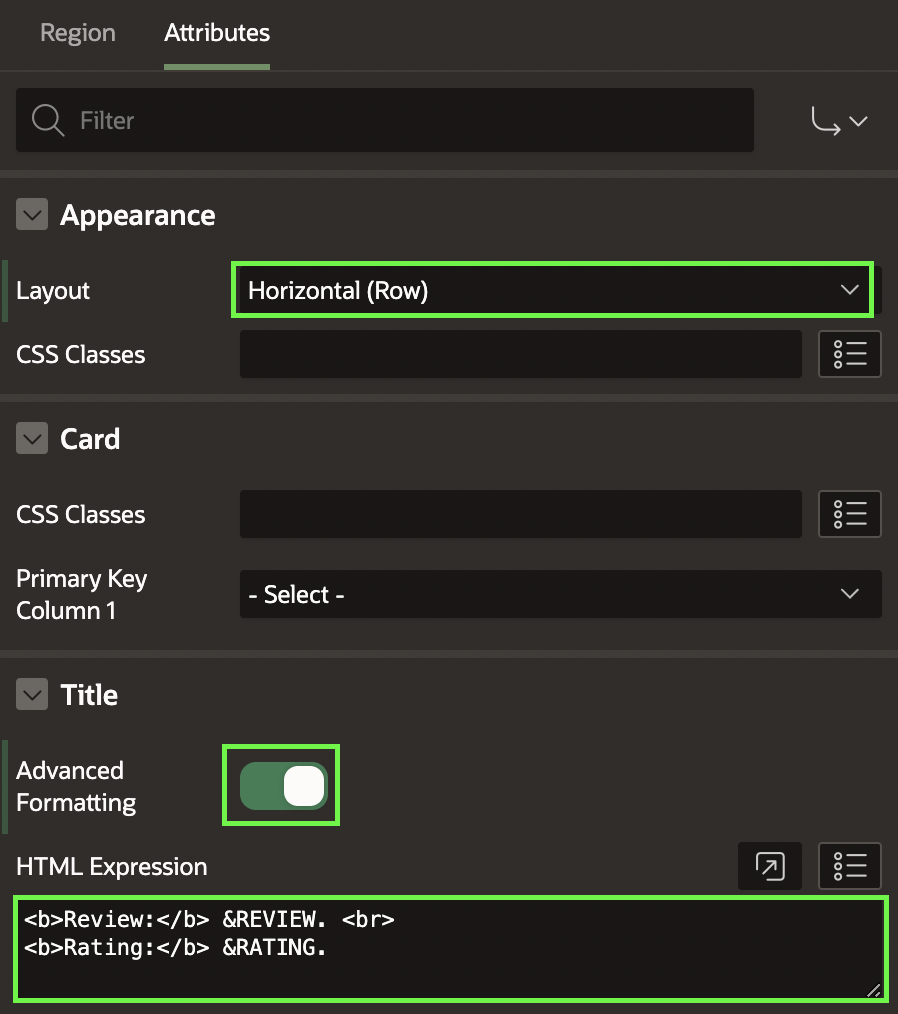 Region Attributes
Filter
Appearance
Layout Horizontal (Row)
CSS Classes
Card
CSS Classes
Primary Key
Column 1
- Select -
Title
Advanced
Formatting
HTML Expression
<b>Review:</b> &REVIEW. <br>
<b>Rating:</b> &RATING.